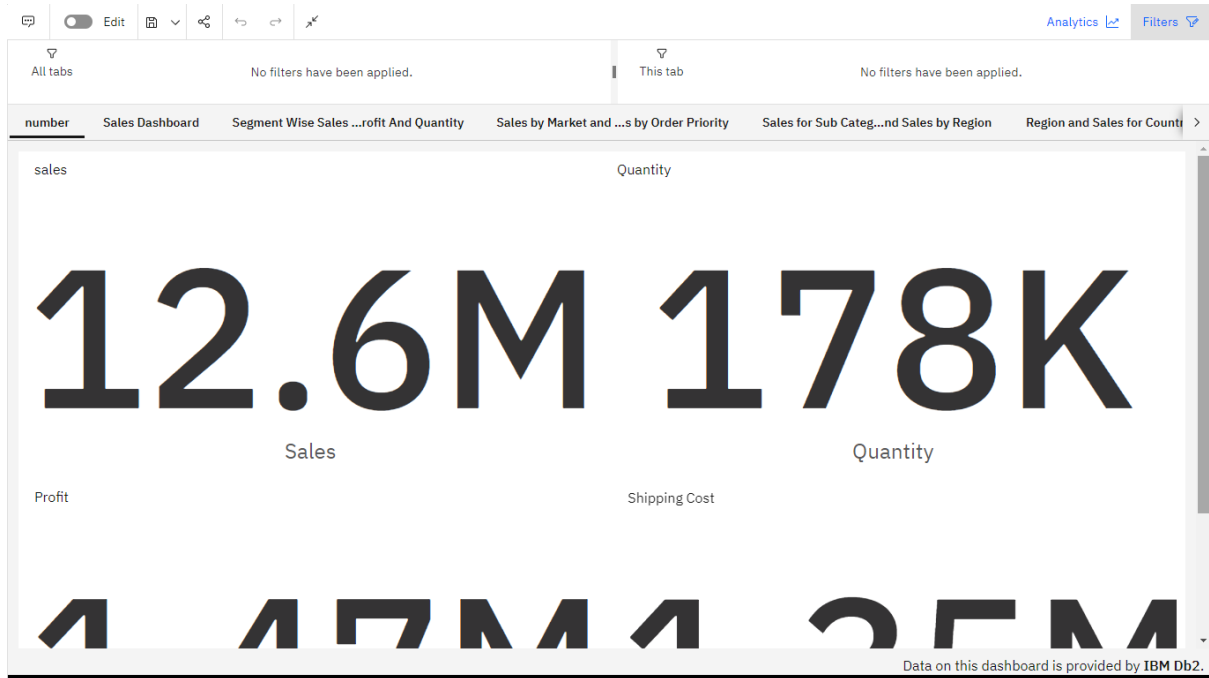 Edit
Analytics
Filters
All tabs
No filters have been applied.
This tab
No filters have been applied.
number
Sales Dashboard
Segment Wise Sales ...rofit And Quantity
Sales by Market and ...s by Order Priority
Sales for Sub Categ...nd Sales by Region
Region and Sales for Countr
sales
Quantity
12.6M
178K
Sales
Quantity
Profit
Shipping Cost
Data on this dashboard is provided by IBM Db2.